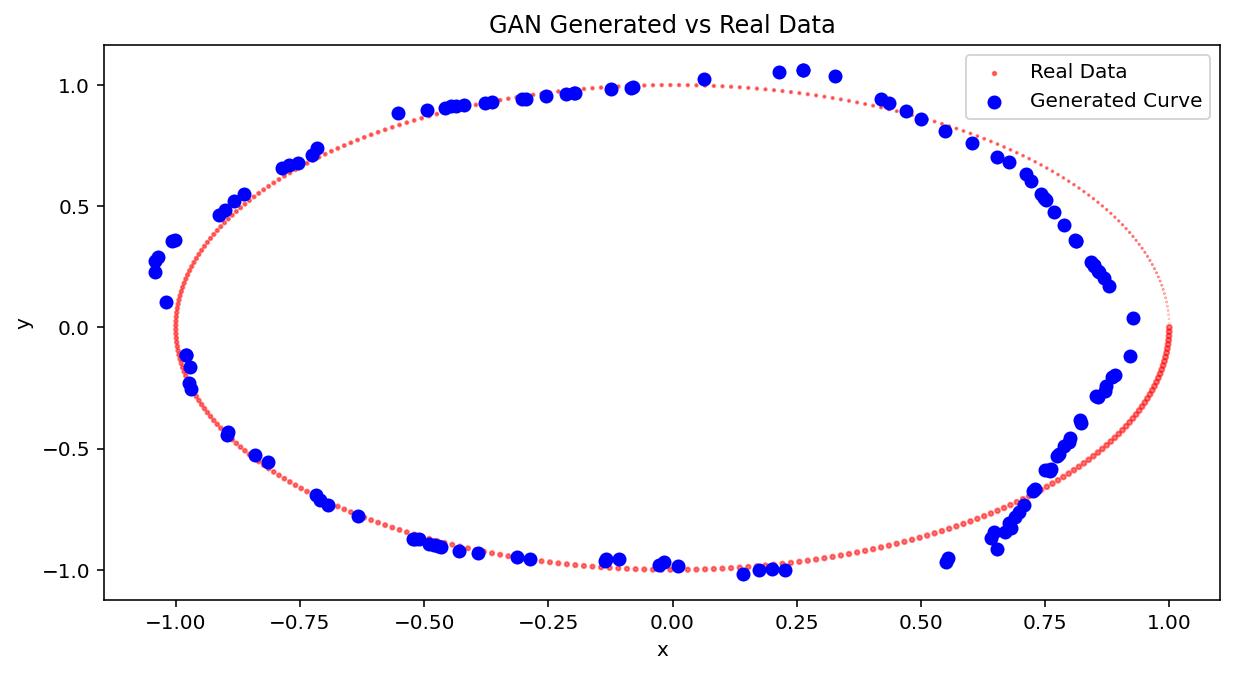 GAN Generated vs Real Data
Real Data
Generated Curve
1.0
0.5
0.0
−0.5
−1.0
y
−1.00 −0.75 −0.50 −0.25 0.00 0.25 0.50 0.75 1.00
x